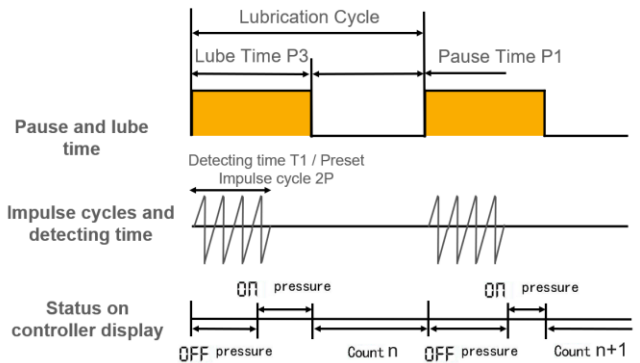 Lubrication Cycle
Lube Time P3
Pause Time P1
Pause and lube
time
Detecting time T1 / Preset
Impulse cycle 2P
Impulse cycles and
detecting time
ON pressure
ON pressure
Status on
controller display
OFF pressure
Count n
OFF pressure
Count n+1